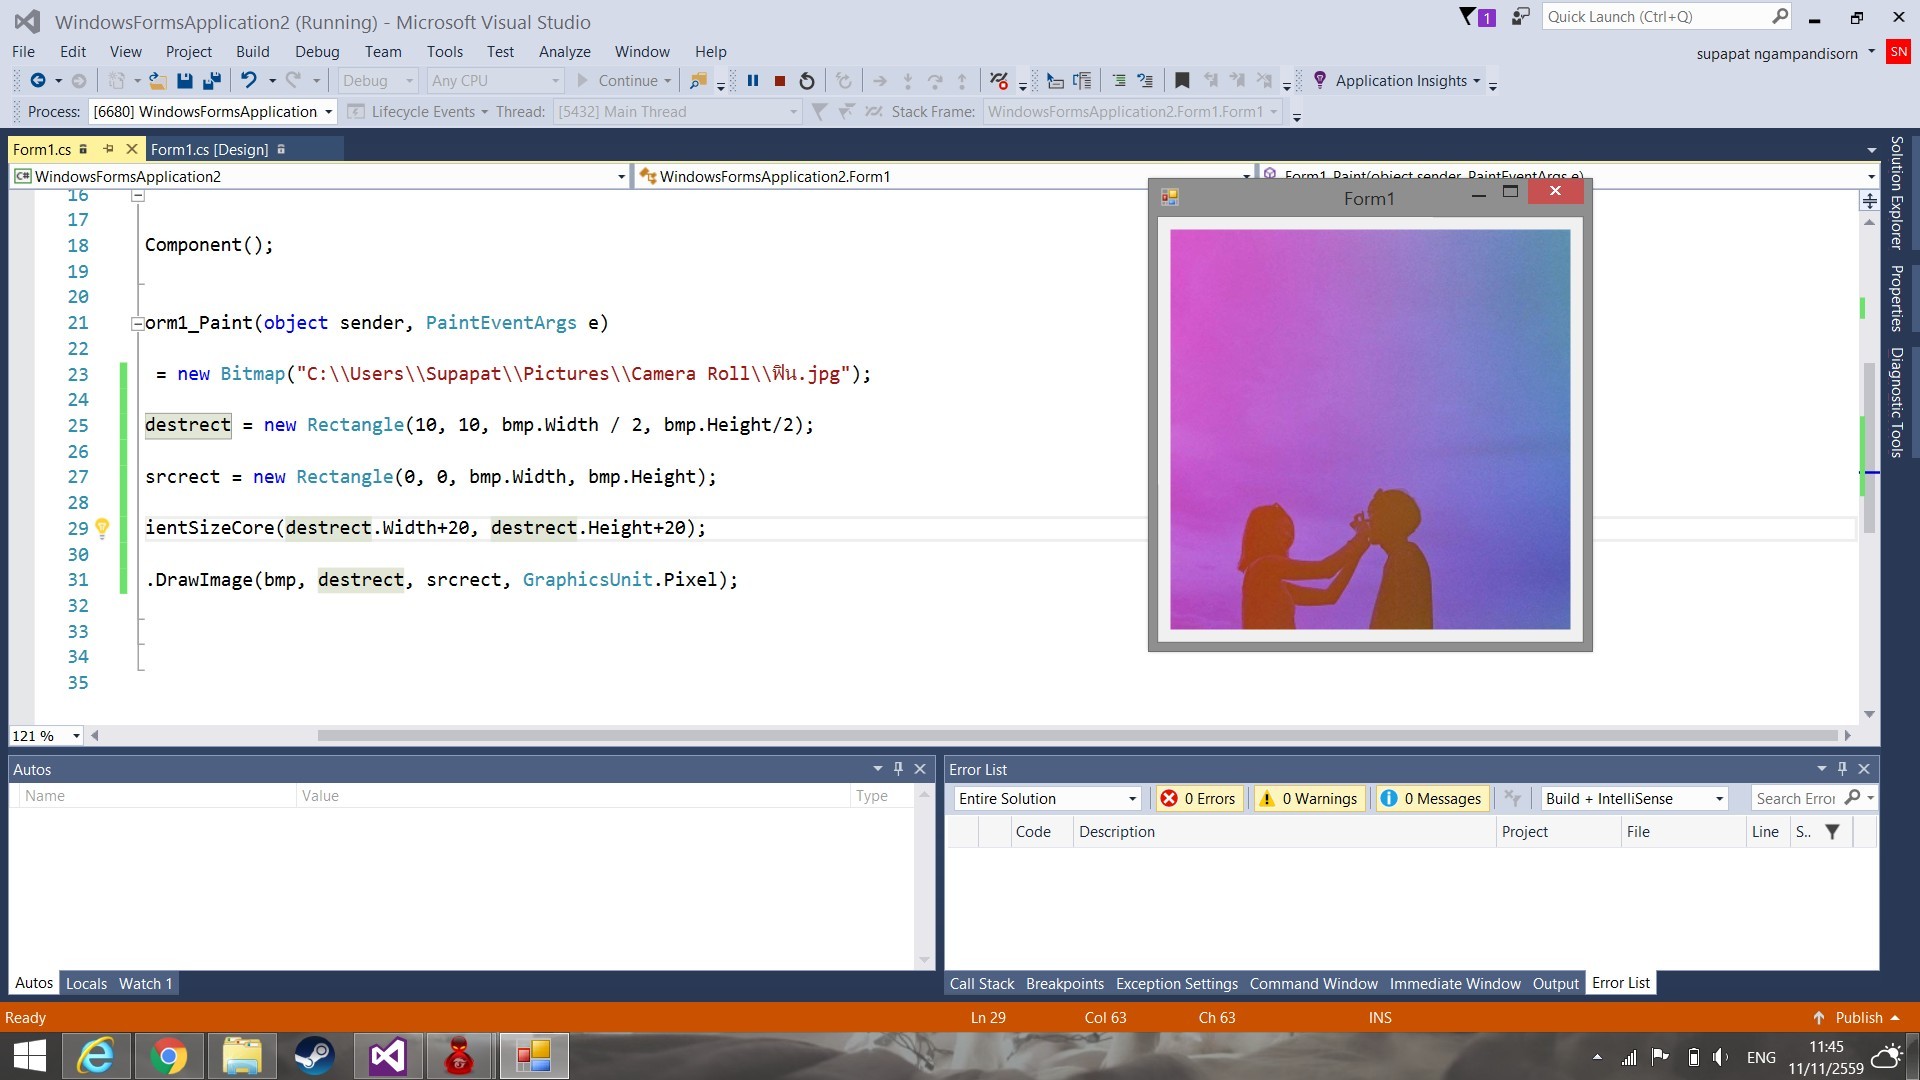 WindowsFormsApplication2 (Running) - Microsoft Visual Studio
1
Quick Launch (Ctrl+Q)
File Edit View Project Build Debug Team Tools Test Analyze Window Help
supapat ngampandisorn
SN
Debug Any CPU Continue Application Insights
Process: [6680] WindowsFormsApplication Lifecycle Events Thread: [5432] Main Thread Stack Frame: WindowsFormsApplication2.Form1.Form1
Form1.cs Form1.cs [Design]
C# WindowsFormsApplication2 WindowsFormsApplication2.Form1 Form1_Paint(object sender, PaintEventArgs e)
16
17
18 Component();
19
20
21 orm1_Paint(object sender, PaintEventArgs e)
22
23 = new Bitmap("C:\\Users\\Supapat\\Pictures\\Camera Roll\\ฟิน.jpg");
24
25 destrect = new Rectangle(10, 10, bmp.Width / 2, bmp.Height/2);
26
27 srcrect = new Rectangle(0, 0, bmp.Width, bmp.Height);
28
29 ientSizeCore(destrect.Width+20, destrect.Height+20);
30
31 .DrawImage(bmp, destrect, srcrect, GraphicsUnit.Pixel);
32
33
34
35
121 %
Form1
Solution Explorer
Properties
Diagnostic Tools
Autos
Name Value Type
Autos Locals Watch 1
Error List
Entire Solution 0 Errors 0 Warnings 0 Messages Build + IntelliSense Search Error
Code Description Project File Line S..
Call Stack Breakpoints Exception Settings Command Window Immediate Window Output Error List
Ready Ln 29 Col 63 Ch 63 INS Publish
ENG
11:45
11/11/2559